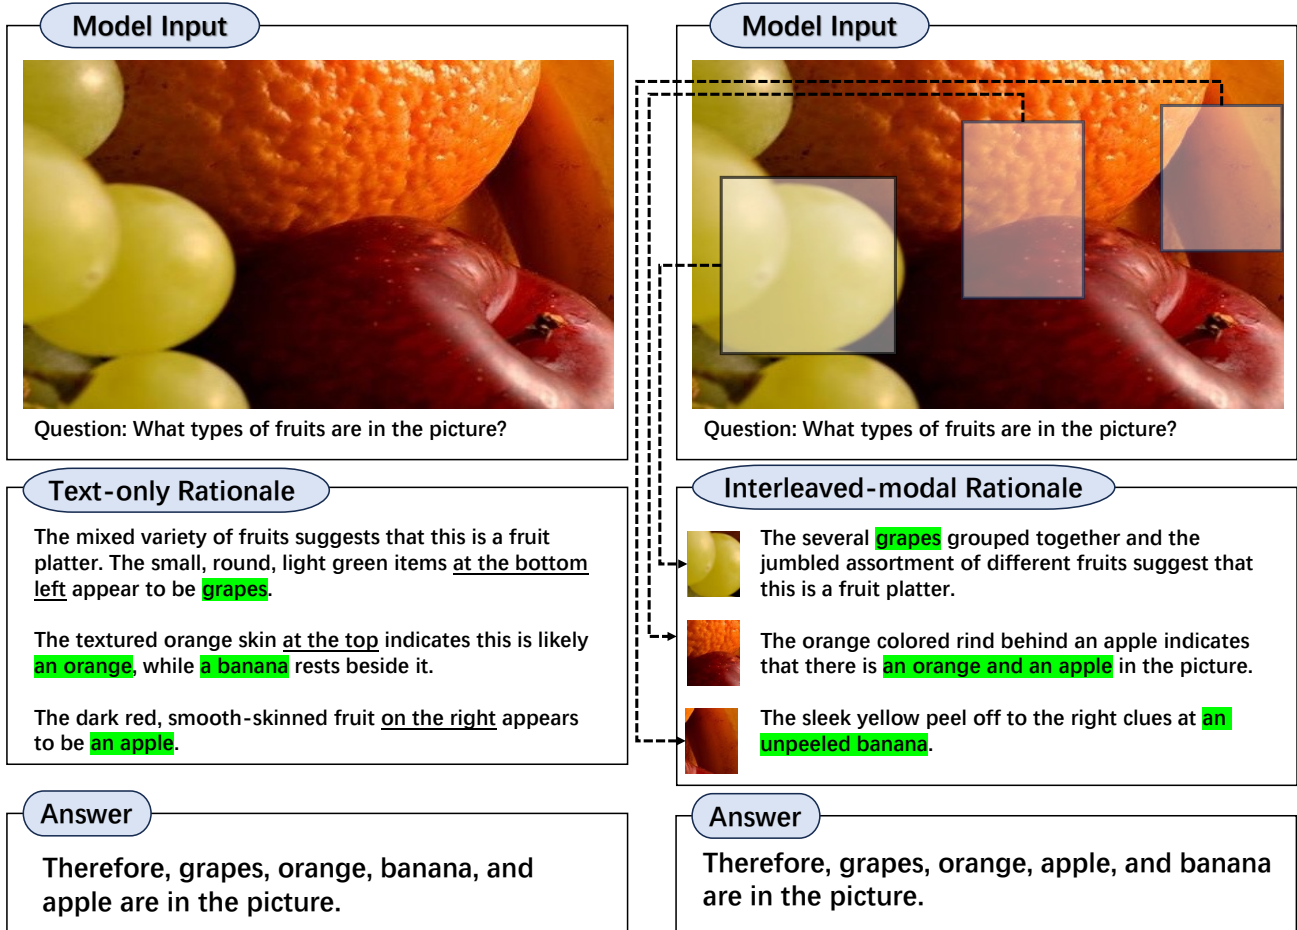 Model Input
Question: What types of fruits are in the picture?
Text-only Rationale
The mixed variety of fruits suggests that this is a fruit
platter. The small, round, light green items at the bottom
left appear to be grapes.
The textured orange skin at the top indicates this is likely
an orange, while a banana rests beside it.
The dark red, smooth-skinned fruit on the right appears
to be an apple.
Answer
Therefore, grapes, orange, banana, and
apple are in the picture.
Model Input
Question: What types of fruits are in the picture?
Interleaved-modal Rationale
The several grapes grouped together and the
jumbled assortment of different fruits suggest that
this is a fruit platter.
The orange colored rind behind an apple indicates
that there is an orange and an apple in the picture.
The sleek yellow peel off to the right clues at an
unpeeled banana.
Answer
Therefore, grapes, orange, apple, and banana
are in the picture.